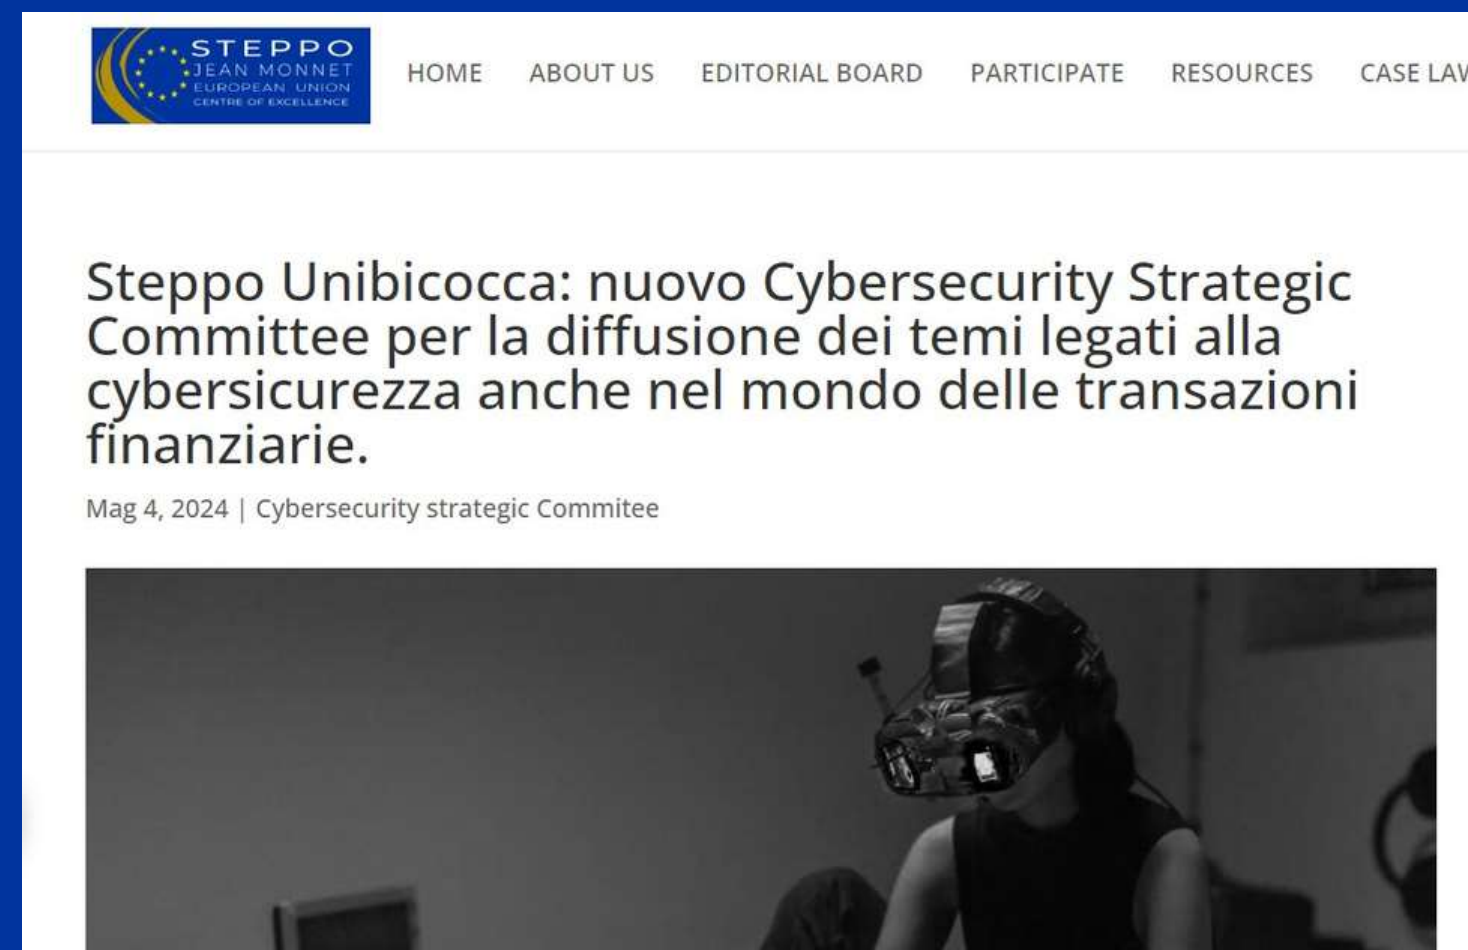 STEPPO
JEAN MONNET
EUROPEAN UNION
CENTRE OF EXCELLENCE
HOME ABOUT US EDITORIAL BOARD PARTICIPATE RESOURCES CASE LAW
Steppo Unibicocca: nuovo Cybersecurity Strategic
Committee per la diffusione dei temi legati alla
cybersicurezza anche nel mondo delle transazioni
finanziarie.
Mag 4, 2024 | Cybersecurity strategic Commitee